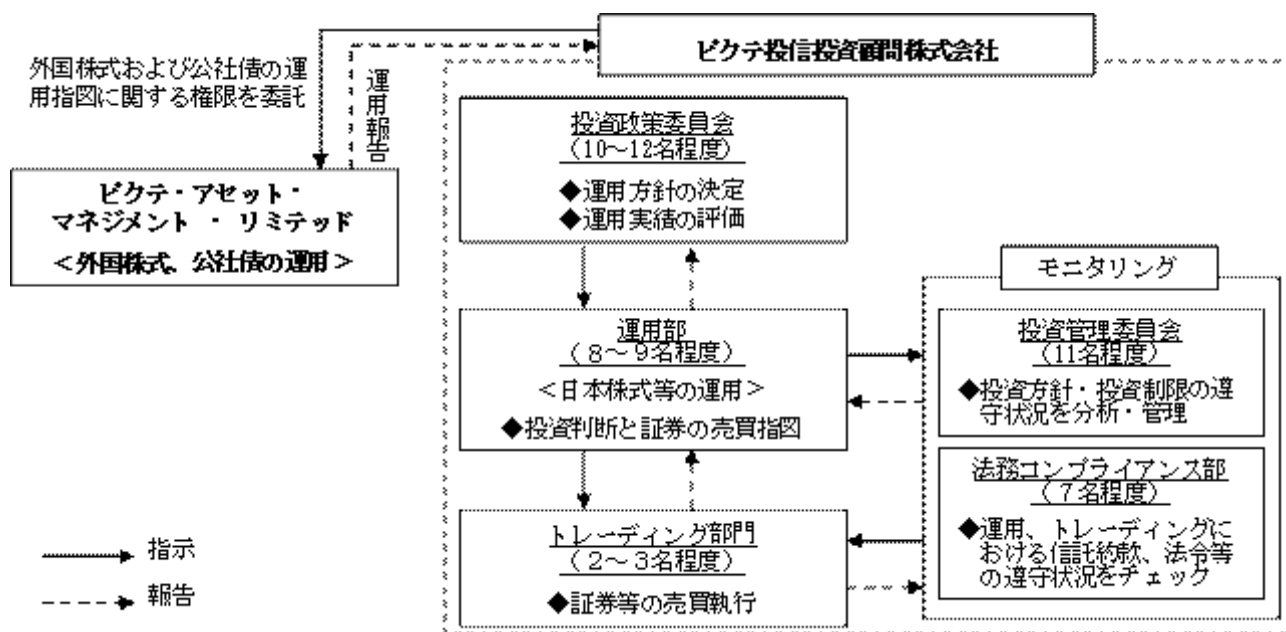 ピクテ投信投資顧問株式会社
外国株式および公社債の運
用指図に関する権限を委託
運用報告
ピクテ・アセット・
マネジメント ・ リミテッド
<外国株式、公社債の運用>
投資政策委員会
(10~12名程度)
◆運用方針の決定
◆運用実績の評価
運用部
(8~9名程度)
<日本株式等の運用>
◆投資判断と証券の売買指図
トレーディング部門
(2~3名程度)
◆証券等の売買執行
モニタリング
投資管理委員会
(11名程度)
◆投資方針・投資制限の遵
守状況を分析・管理
法務コンプライアンス部
(7名程度)
◆運用、トレーディングに
おける信託約款、法令等
の遵守状況をチェック
指示
報告